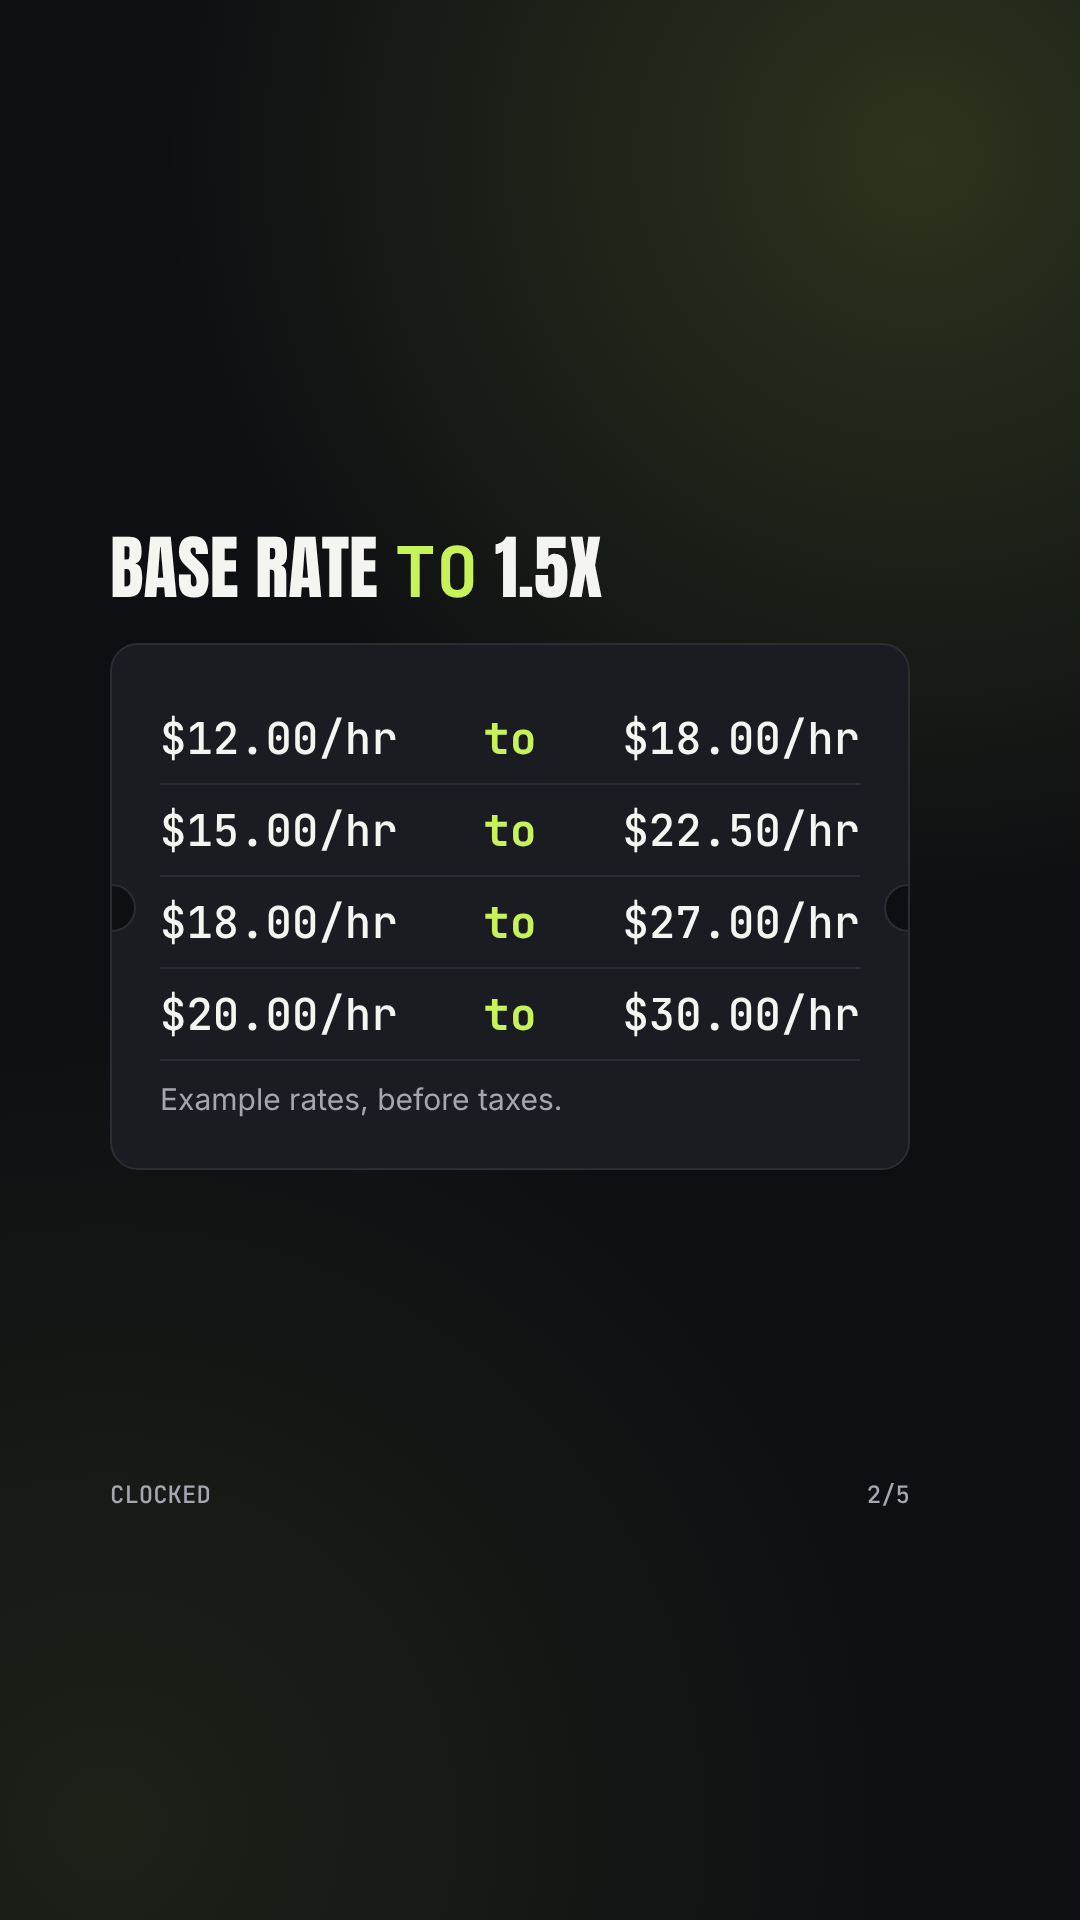 BASE RATE TO 1.5X
$12.00/hr to $18.00/hr
$15.00/hr to $22.50/hr
$18.00/hr to $27.00/hr
$20.00/hr to $30.00/hr
Example rates, before taxes.
CLOCKED 2/5